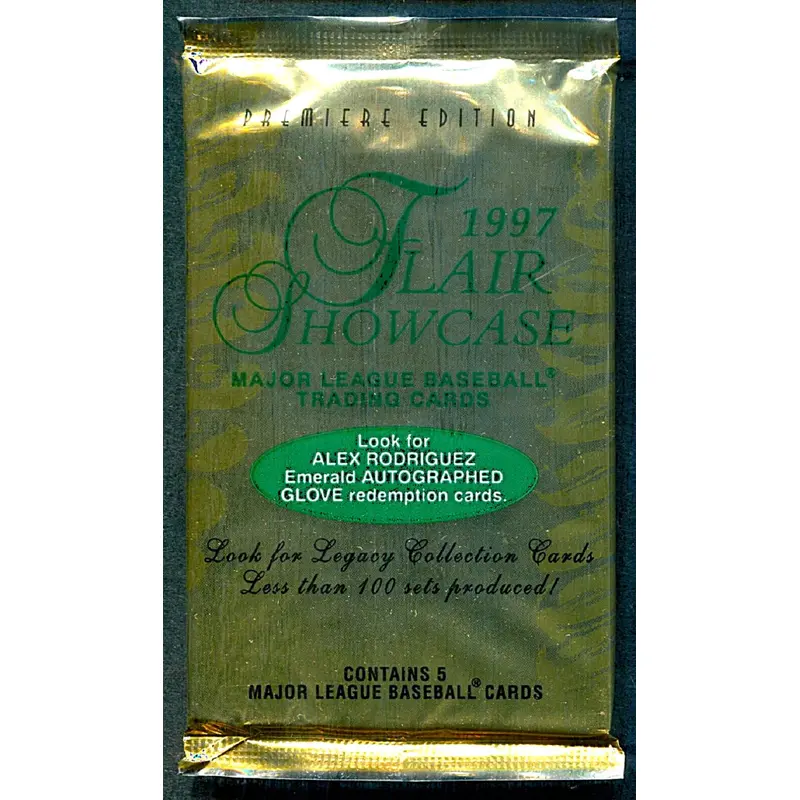 PREMIERE EDITION
1997
FLAIR
SHOWCASE
MAJOR LEAGUE BASEBALL®
TRADING CARDS
Look for
ALEX RODRIGUEZ
Emerald AUTOGRAPHED
GLOVE redemption cards.
Look for Legacy Collection Cards
Less than 100 sets produced!
CONTAINS 5
MAJOR LEAGUE BASEBALL® CARDS